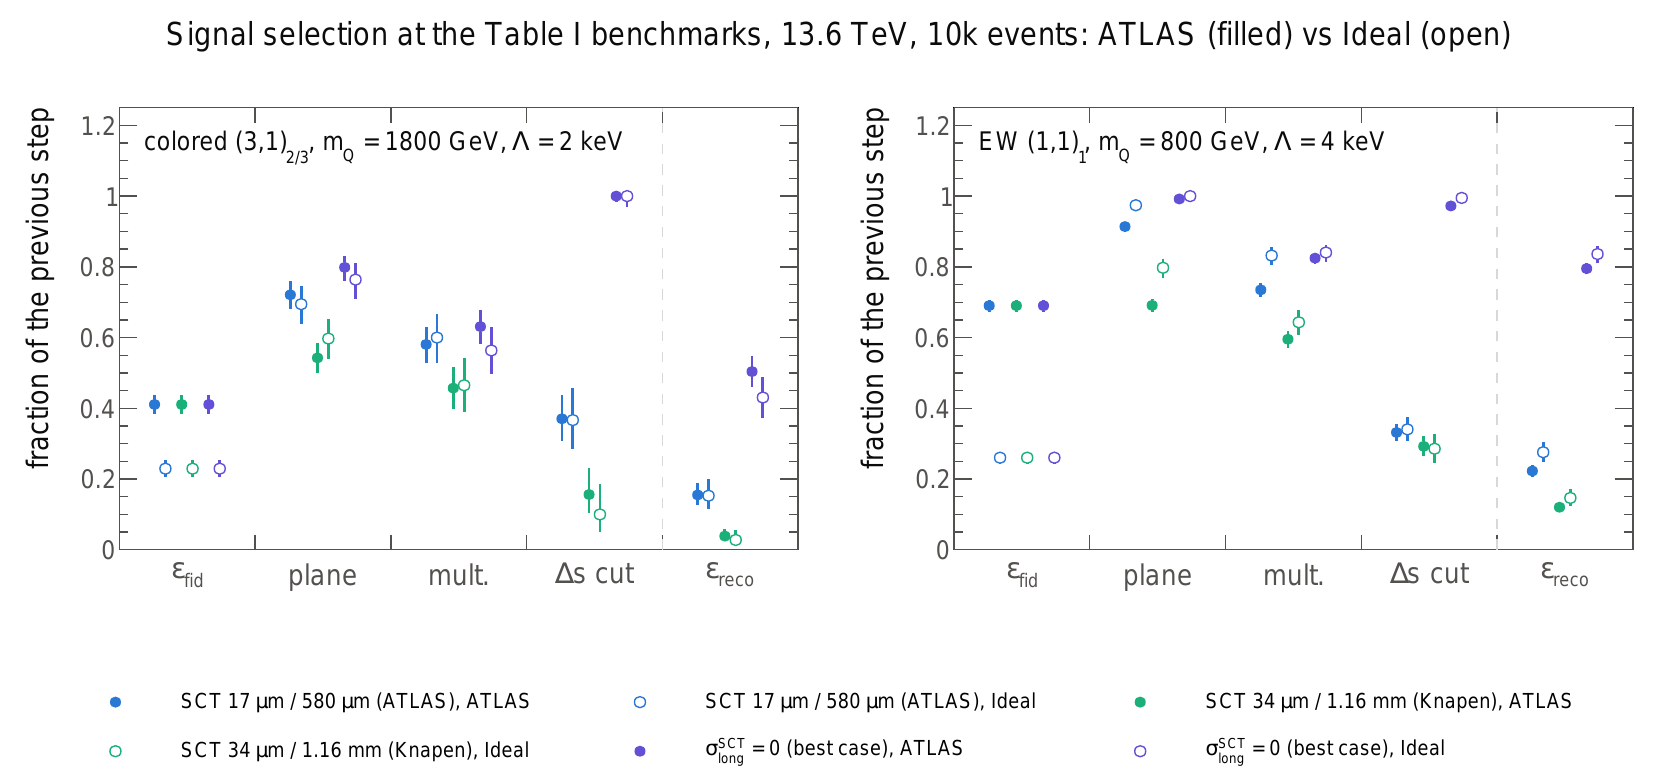 Signal selection at the Table I benchmarks, 13.6 TeV, 10k events: ATLAS (filled) vs Ideal (open)
fraction of the previous step
colored (3,1)2/3, mQ = 1800 GeV, Λ = 2 keV
1.2
1
0.8
0.6
0.4
0.2
0
εfid plane mult. Δs cut εreco
fraction of the previous step
EW (1,1)1, mQ = 800 GeV, Λ = 4 keV
1.2
1
0.8
0.6
0.4
0.2
0
εfid plane mult. Δs cut εreco
SCT 17 μm / 580 μm (ATLAS), ATLAS
SCT 17 μm / 580 μm (ATLAS), Ideal
SCT 34 μm / 1.16 mm (Knapen), ATLAS
SCT 34 μm / 1.16 mm (Knapen), Ideal
σSCTlong = 0 (best case), ATLAS
σSCTlong = 0 (best case), Ideal